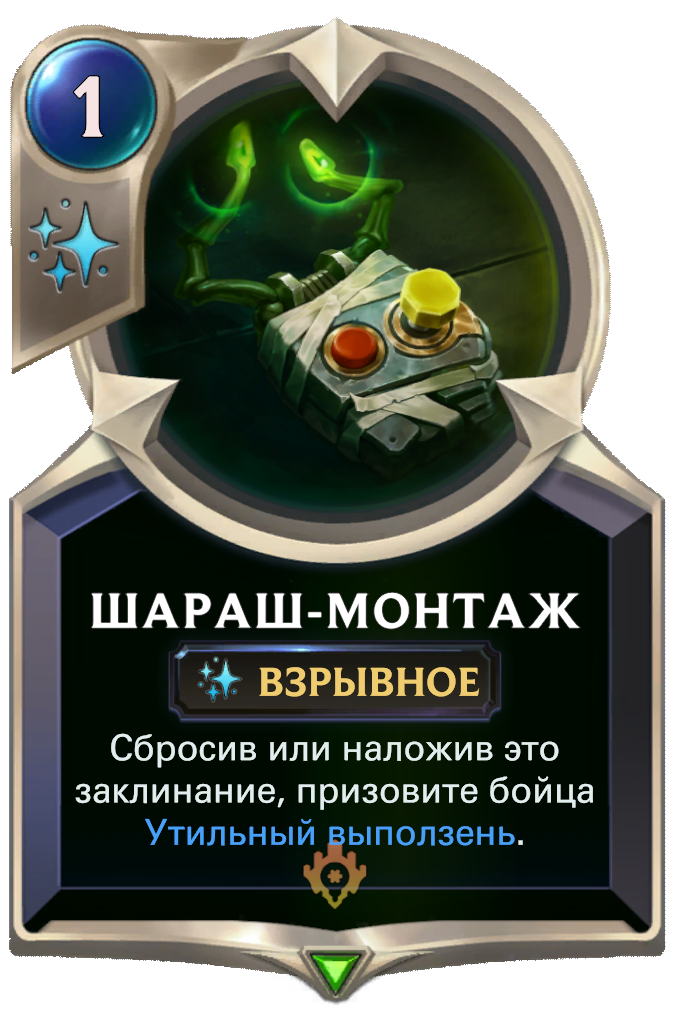 1
ШАРАШ-МОНТАЖ
ВЗРЫВНОЕ
Сбросив или наложив это
заклинание, призовите бойца
Утильный выползень.